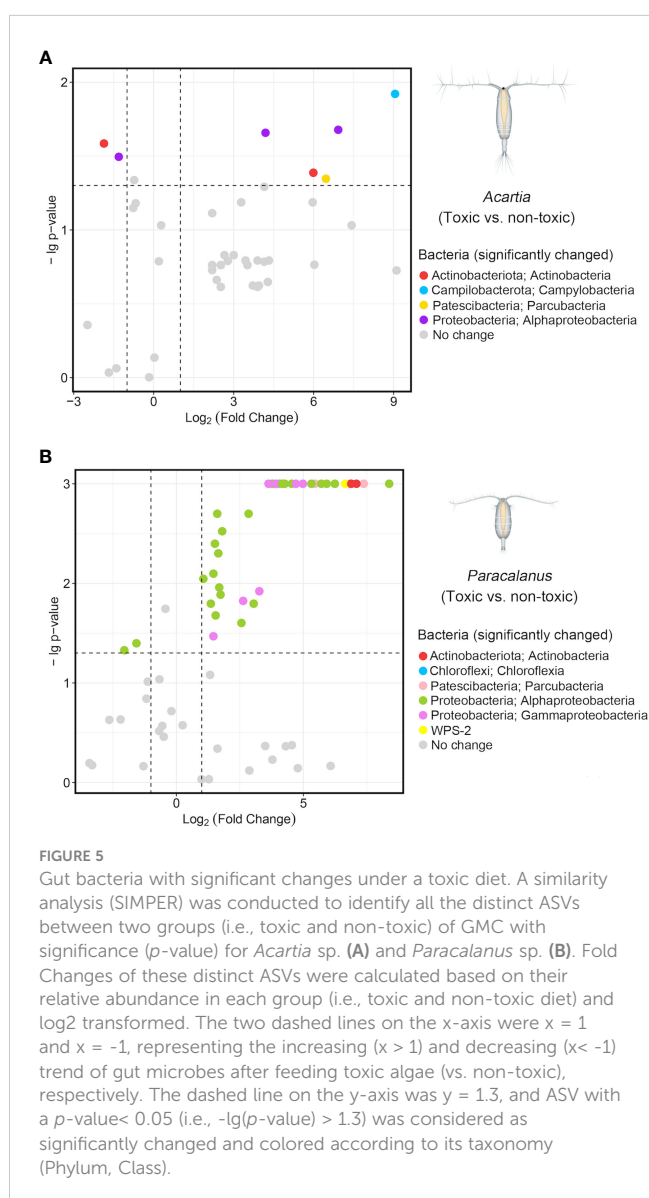 A
2
1
0
− lg p-value
−3
0
3
6
9
Log2 (Fold Change)
Acartia
(Toxic vs. non-toxic)
Bacteria (significantly changed)
Actinobacteriota; Actinobacteria
Campilobacterota; Campylobacteria
Patescibacteria; Parcubacteria
Proteobacteria; Alphaproteobacteria
No change
B
3
2
1
0
− lg p-value
0
5
Log2 (Fold Change)
Paracalanus
(Toxic vs. non-toxic)
Bacteria (significantly changed)
Actinobacteriota; Actinobacteria
Chloroflexi; Chloroflexia
Patescibacteria; Parcubacteria
Proteobacteria; Alphaproteobacteria
Proteobacteria; Gammaproteobacteria
WPS-2
No change
FIGURE 5
Gut bacteria with significant changes under a toxic diet. A similarity
analysis (SIMPER) was conducted to identify all the distinct ASVs
between two groups (i.e., toxic and non-toxic) of GMC with
significance (p-value) for Acartia sp. (A) and Paracalanus sp. (B). Fold
Changes of these distinct ASVs were calculated based on their
relative abundance in each group (i.e., toxic and non-toxic diet) and
log2 transformed. The two dashed lines on the x-axis were x = 1
and x = -1, representing the increasing (x > 1) and decreasing (x< -1)
trend of gut microbes after feeding toxic algae (vs. non-toxic),
respectively. The dashed line on the y-axis was y = 1.3, and ASV with
a p-value< 0.05 (i.e., -lg(p-value) > 1.3) was considered as
significantly changed and colored according to its taxonomy
(Phylum, Class).